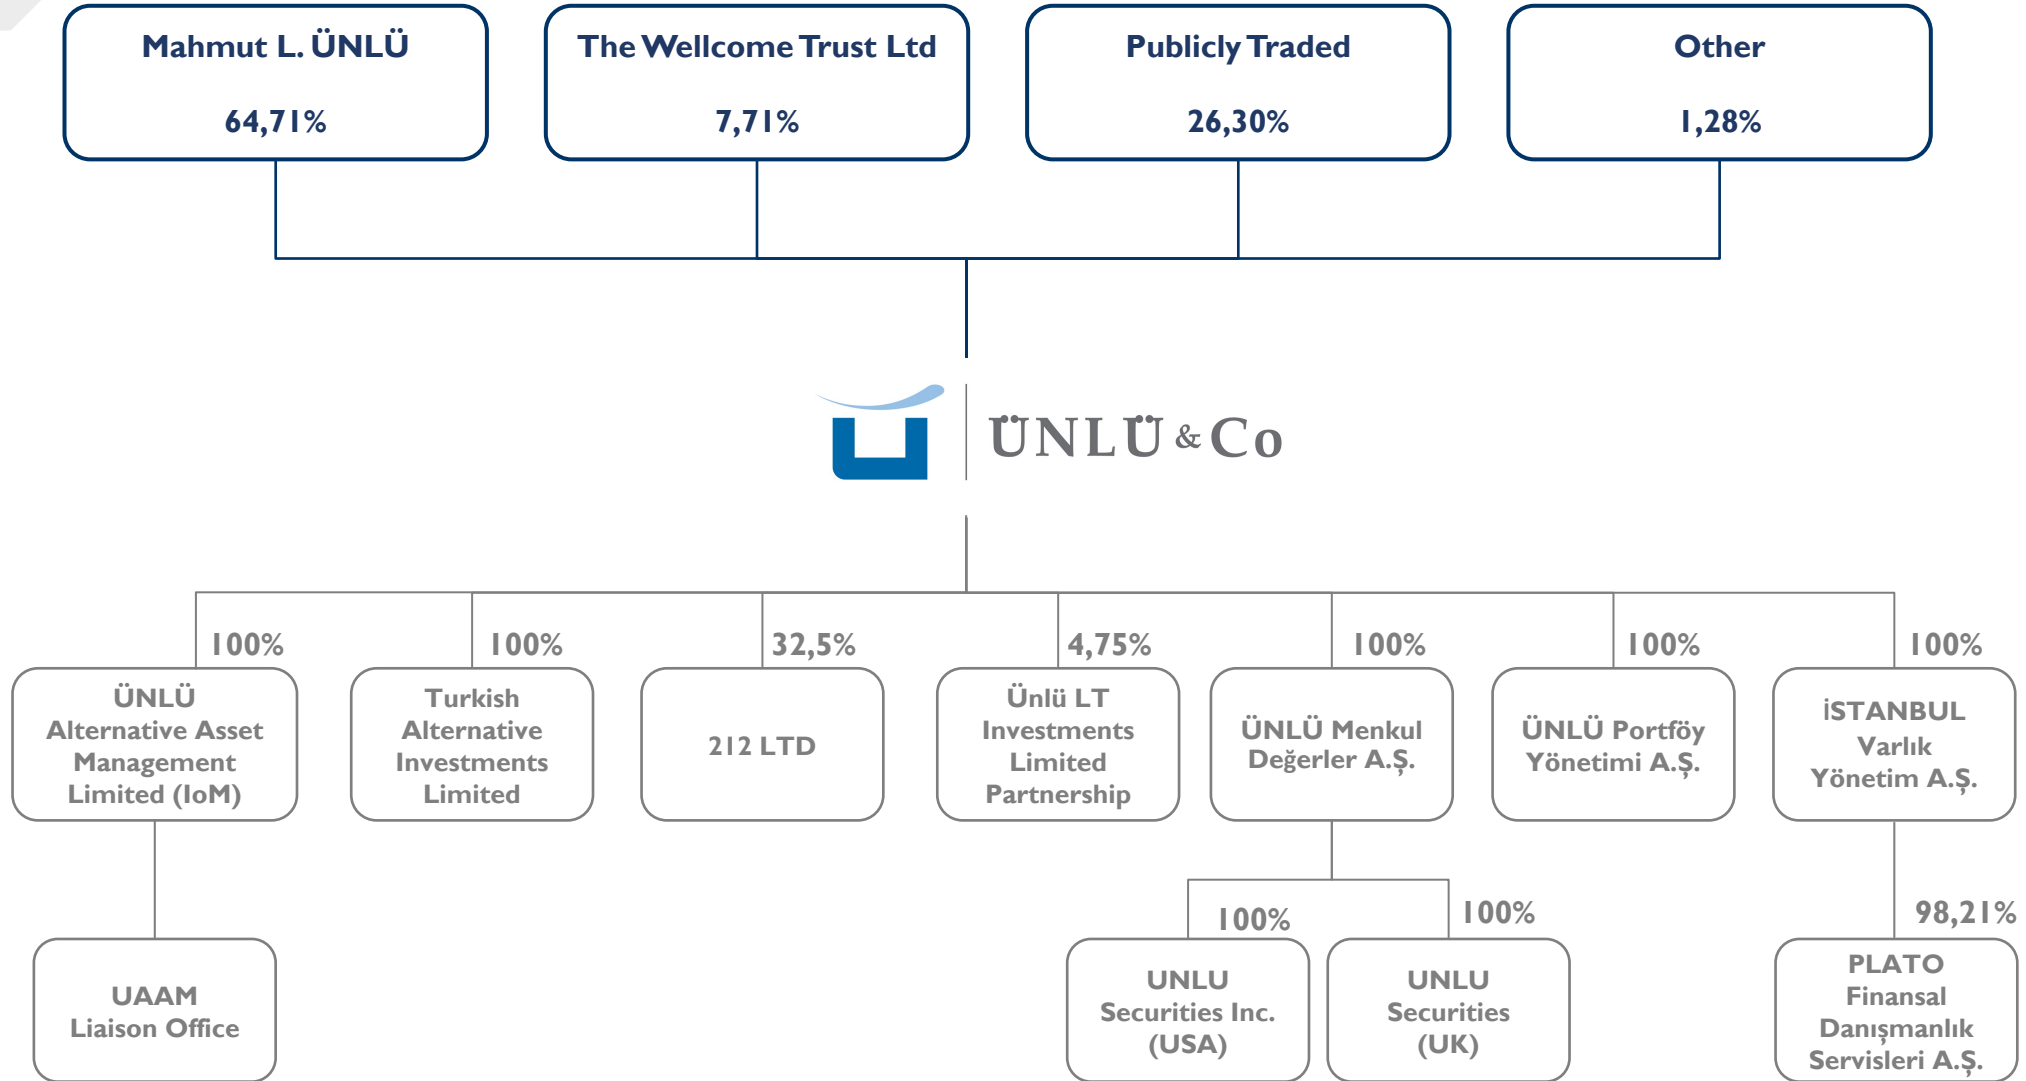 Mahmut L. ÜNLÜ
64,71%
The Wellcome Trust Ltd
7,71%
Publicly Traded
26,30%
Other
1,28%
ÜNLÜ & Co
100%
ÜNLÜ
Alternative Asset
Management
Limited (IoM)
100%
Turkish
Alternative
Investments
Limited
32,5%
212 LTD
4,75%
Ünlü LT
Investments
Limited
Partnership
100%
ÜNLÜ Menkul
Değerler A.Ş.
100%
ÜNLÜ Portföy
Yönetimi A.Ş.
100%
İSTANBUL
Varlık
Yönetim A.Ş.
UAAM
Liaison Office
100%
UNLU
Securities Inc.
(USA)
100%
UNLU
Securities
(UK)
98,21%
PLATO
Finansal
Danışmanlık
Servisleri A.Ş.